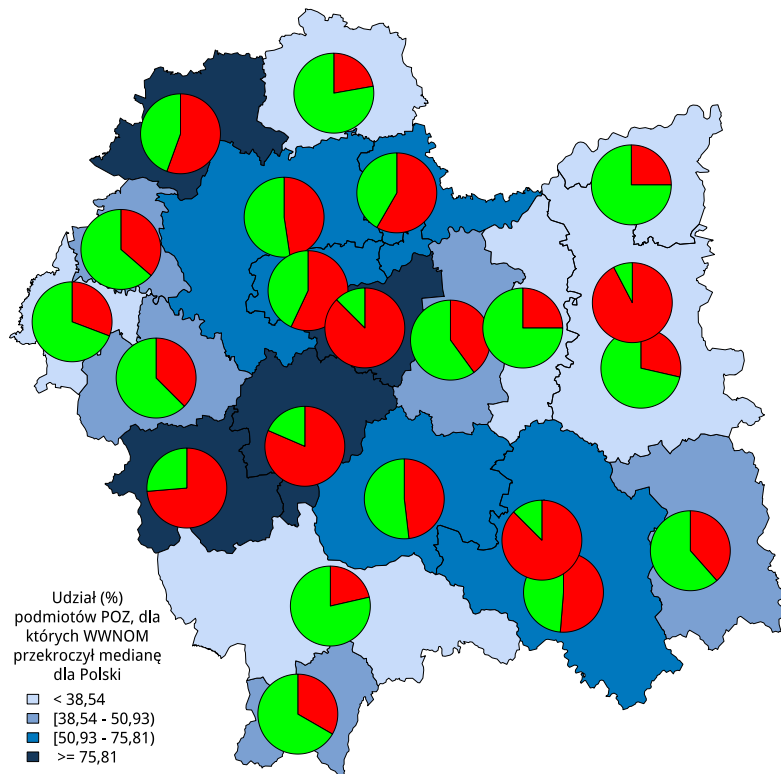 Udział (%)
podmiotów POZ, dla
których WWNOM
przekroczył medianę
dla Polski
< 38,54
[38,54 - 50,93)
[50,93 - 75,81)
>= 75,81